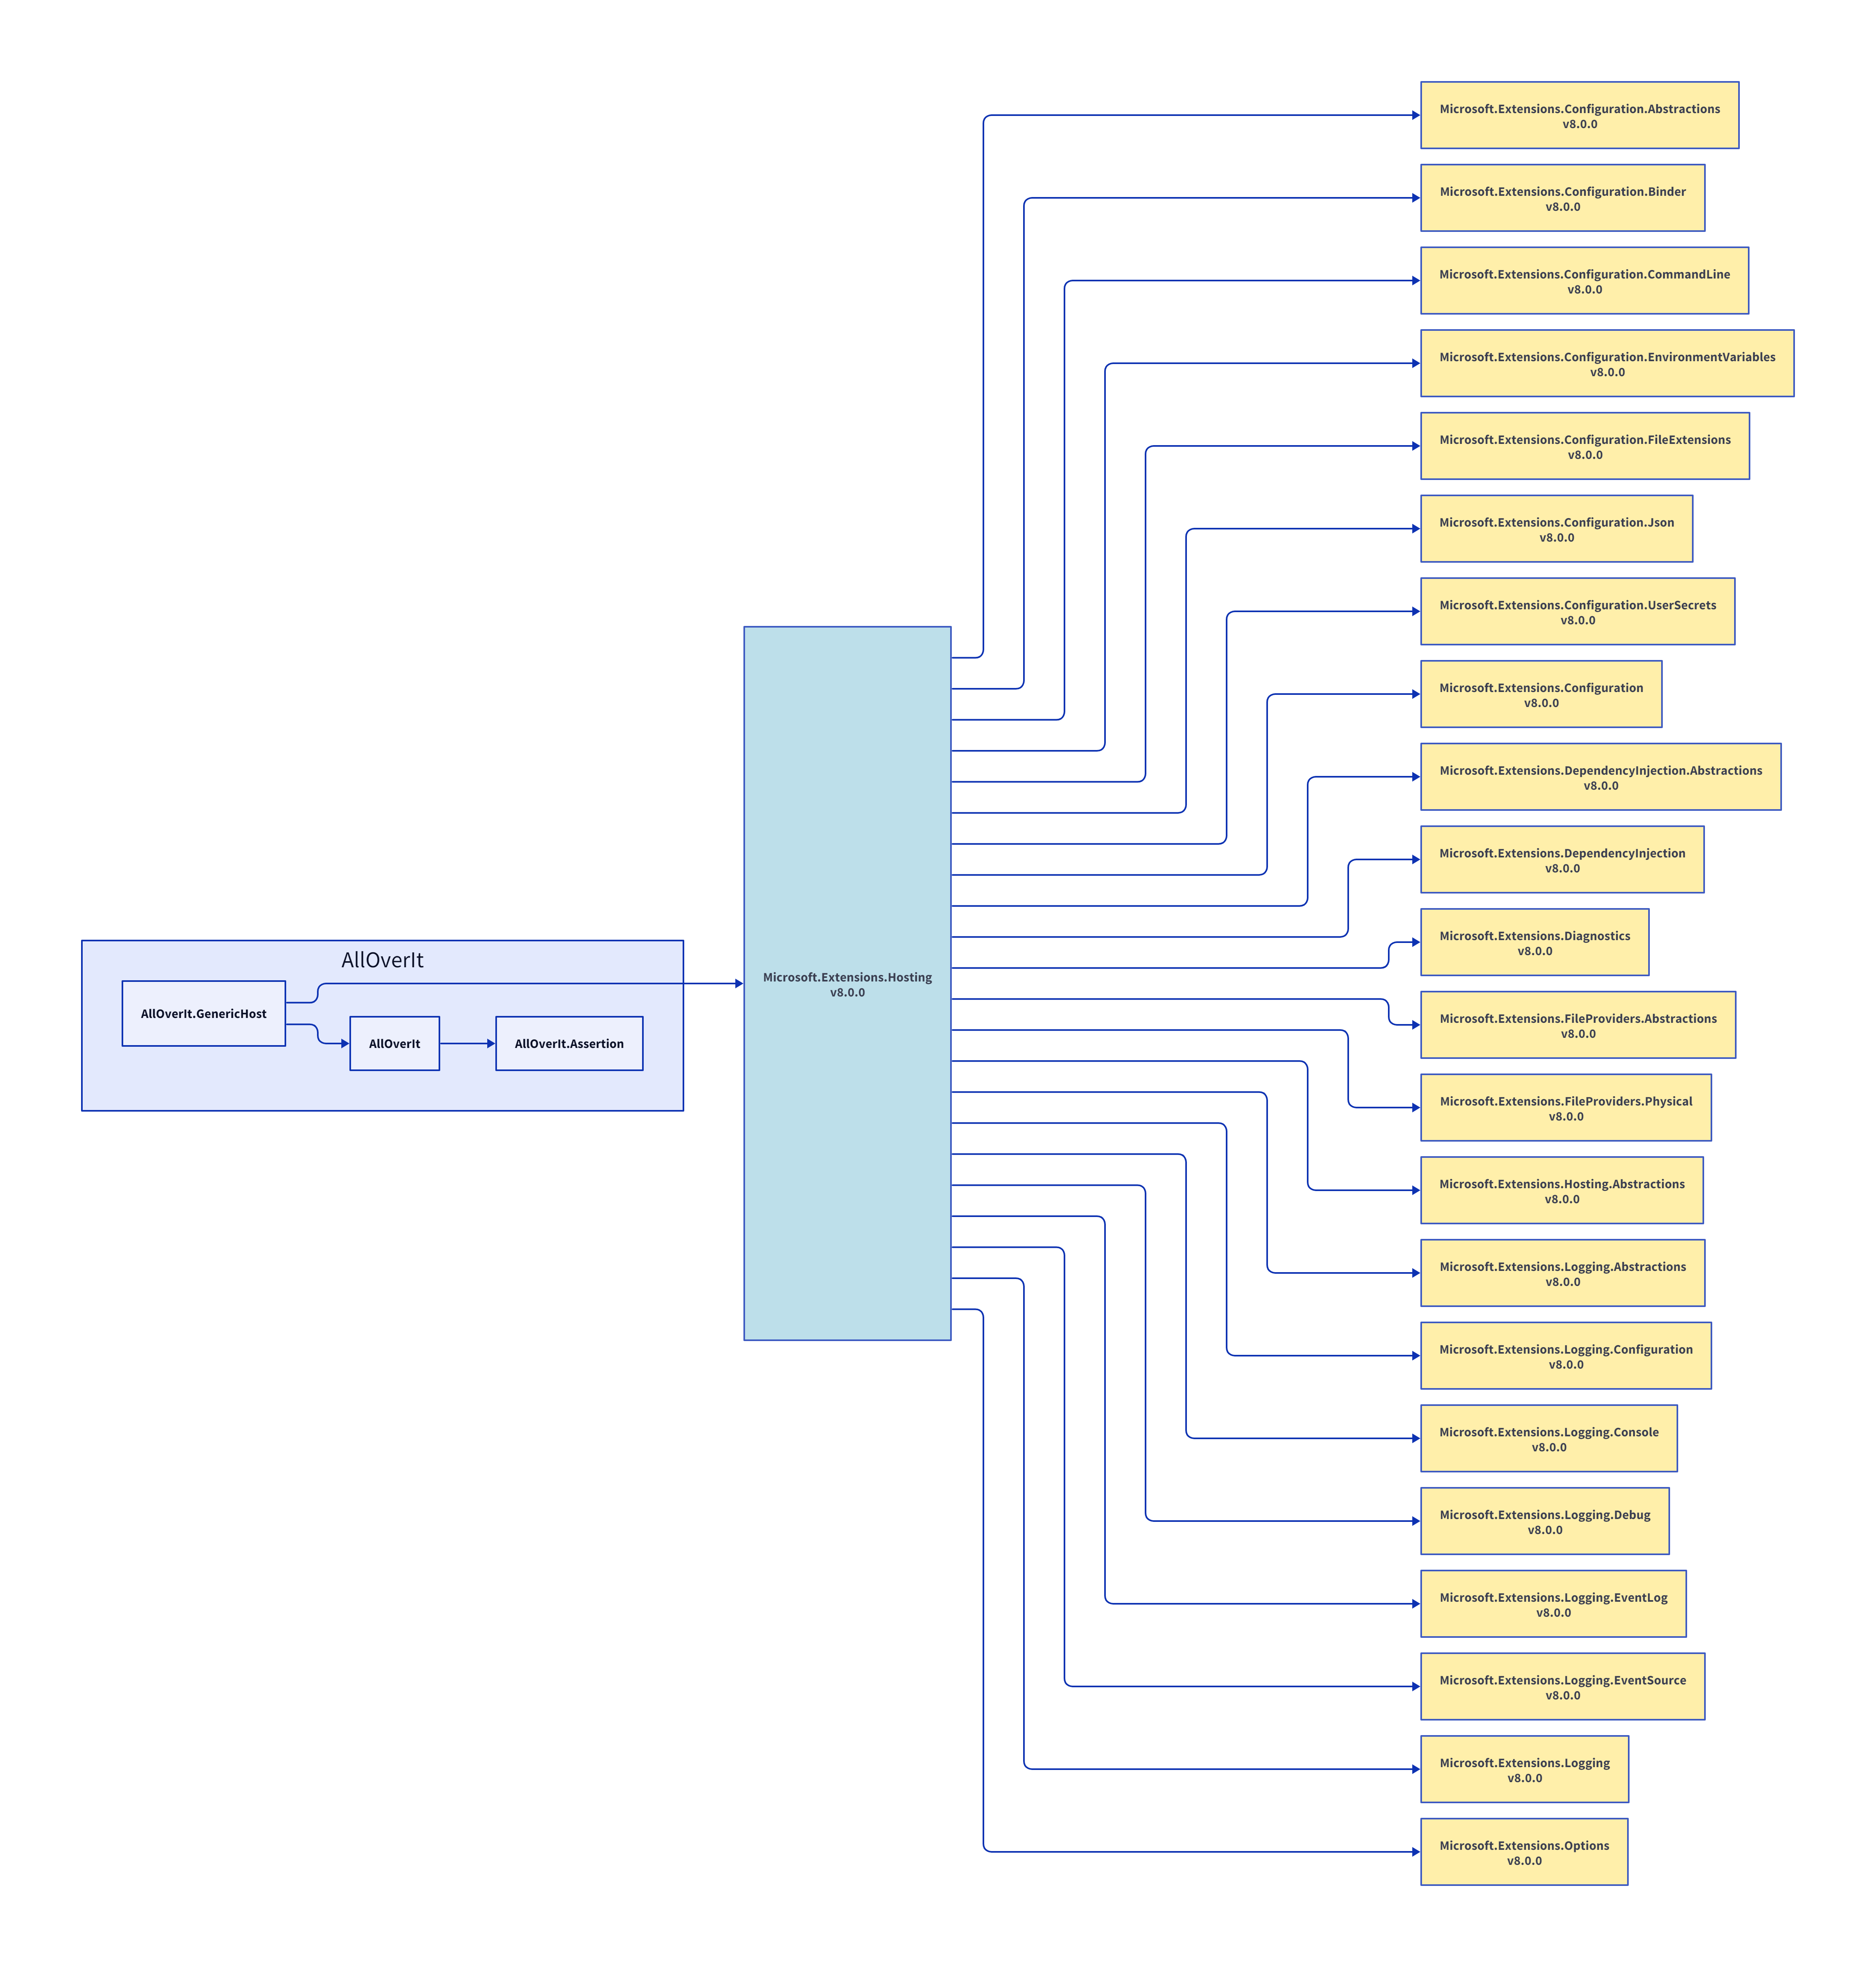 AllOverIt
AllOverIt.GenericHost
AllOverIt
AllOverIt.Assertion
Microsoft.Extensions.Hosting
v8.0.0
Microsoft.Extensions.Configuration.Abstractions
v8.0.0
Microsoft.Extensions.Configuration.Binder
v8.0.0
Microsoft.Extensions.Configuration.CommandLine
v8.0.0
Microsoft.Extensions.Configuration.EnvironmentVariables
v8.0.0
Microsoft.Extensions.Configuration.FileExtensions
v8.0.0
Microsoft.Extensions.Configuration.Json
v8.0.0
Microsoft.Extensions.Configuration.UserSecrets
v8.0.0
Microsoft.Extensions.Configuration
v8.0.0
Microsoft.Extensions.DependencyInjection.Abstractions
v8.0.0
Microsoft.Extensions.DependencyInjection
v8.0.0
Microsoft.Extensions.Diagnostics
v8.0.0
Microsoft.Extensions.FileProviders.Abstractions
v8.0.0
Microsoft.Extensions.FileProviders.Physical
v8.0.0
Microsoft.Extensions.Hosting.Abstractions
v8.0.0
Microsoft.Extensions.Logging.Abstractions
v8.0.0
Microsoft.Extensions.Logging.Configuration
v8.0.0
Microsoft.Extensions.Logging.Console
v8.0.0
Microsoft.Extensions.Logging.Debug
v8.0.0
Microsoft.Extensions.Logging.EventLog
v8.0.0
Microsoft.Extensions.Logging.EventSource
v8.0.0
Microsoft.Extensions.Logging
v8.0.0
Microsoft.Extensions.Options
v8.0.0